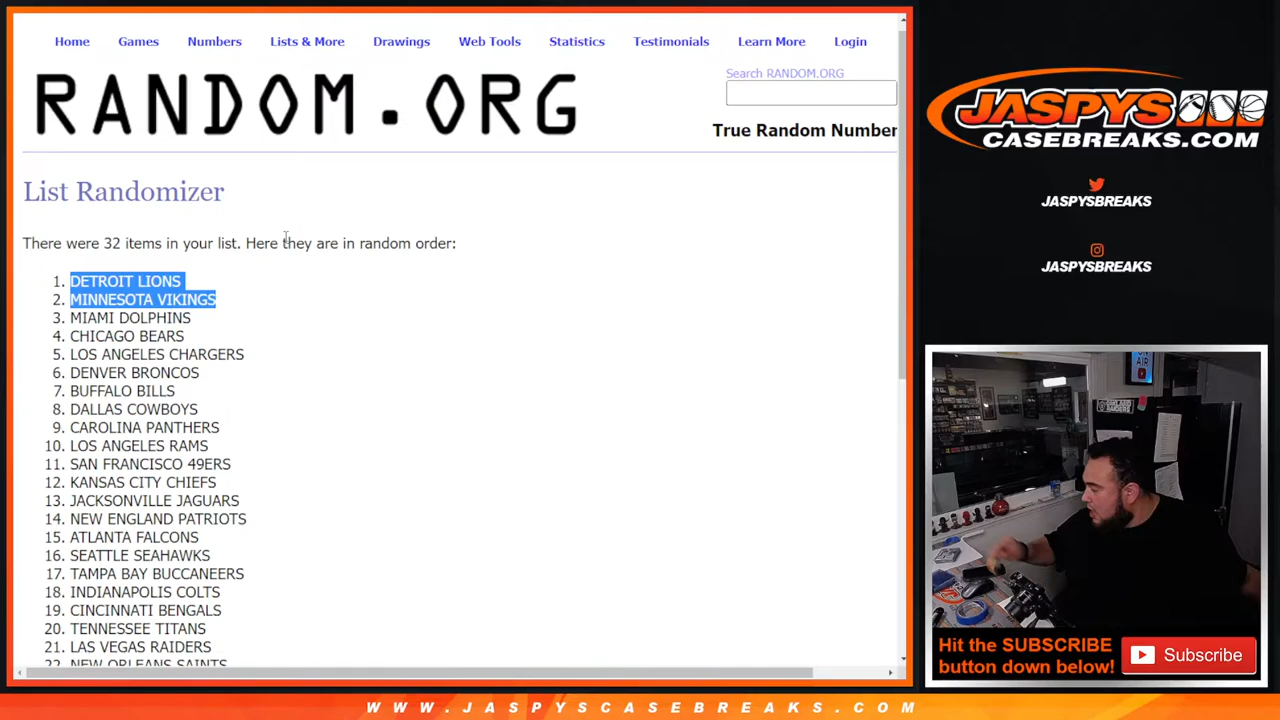 Home Games Numbers Lists & More Drawings Web Tools Statistics Testimonials Learn More Login
RANDOM.ORG
Search RANDOM.ORG
True Random Number
List Randomizer
There were 32 items in your list. Here they are in random order:
1. DETROIT LIONS
2. MINNESOTA VIKINGS
3. MIAMI DOLPHINS
4. CHICAGO BEARS
5. LOS ANGELES CHARGERS
6. DENVER BRONCOS
7. BUFFALO BILLS
8. DALLAS COWBOYS
9. CAROLINA PANTHERS
10. LOS ANGELES RAMS
11. SAN FRANCISCO 49ERS
12. KANSAS CITY CHIEFS
13. JACKSONVILLE JAGUARS
14. NEW ENGLAND PATRIOTS
15. ATLANTA FALCONS
16. SEATTLE SEAHAWKS
17. TAMPA BAY BUCCANEERS
18. INDIANAPOLIS COLTS
19. CINCINNATI BENGALS
20. TENNESSEE TITANS
21. LAS VEGAS RAIDERS
22. NEW ORLEANS SAINTS
JASPYS
CASEBREAKS.COM
JASPYSBREAKS
JASPYSBREAKS
ON
AIR
Hit the SUBSCRIBE
button down below!
Subscribe
WWW.JASPYSCASEBREAKS.COM